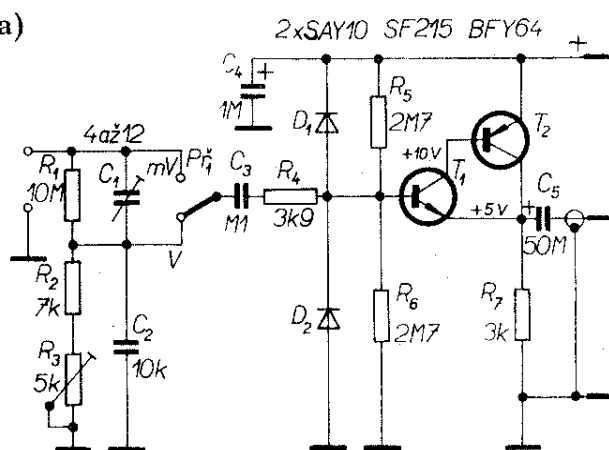 a)
2xSAY10 SF215 BFY64
+
C4 +
1M
R5
2M7
D1
T2
4až12
mV
Př1
R1
10M
C1
C3
M1
R4
3k9
+10V
T1
+5V
+ C5
50M
V
R2
7k
C2
10k
D2
R6
2M7
R7
3k
R3
5k